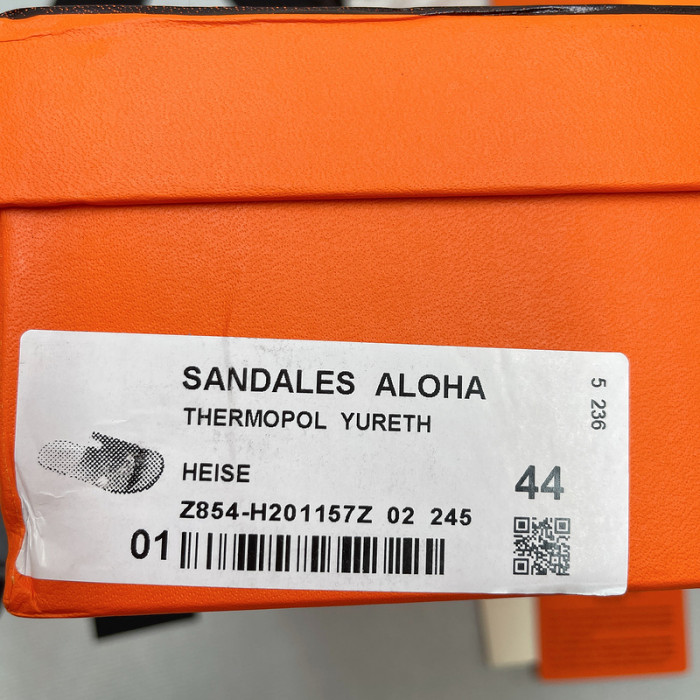 SANDALES ALOHA
THERMOPOL YURETH
HEISE
Z854-H201157Z 02 245
01
44
5 236